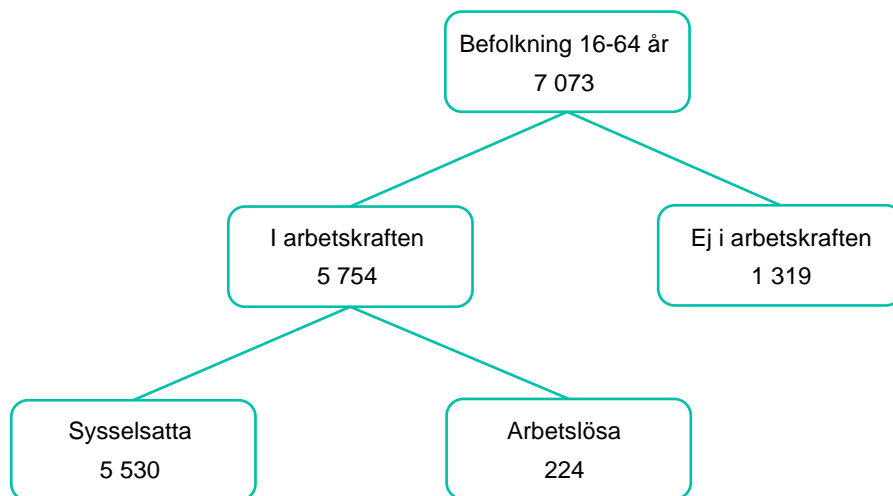 Befolkning 16-64 år
7 073
I arbetskraften
5 754
Ej i arbetskraften
1 319
Sysselsatta
5 530
Arbetslösa
224